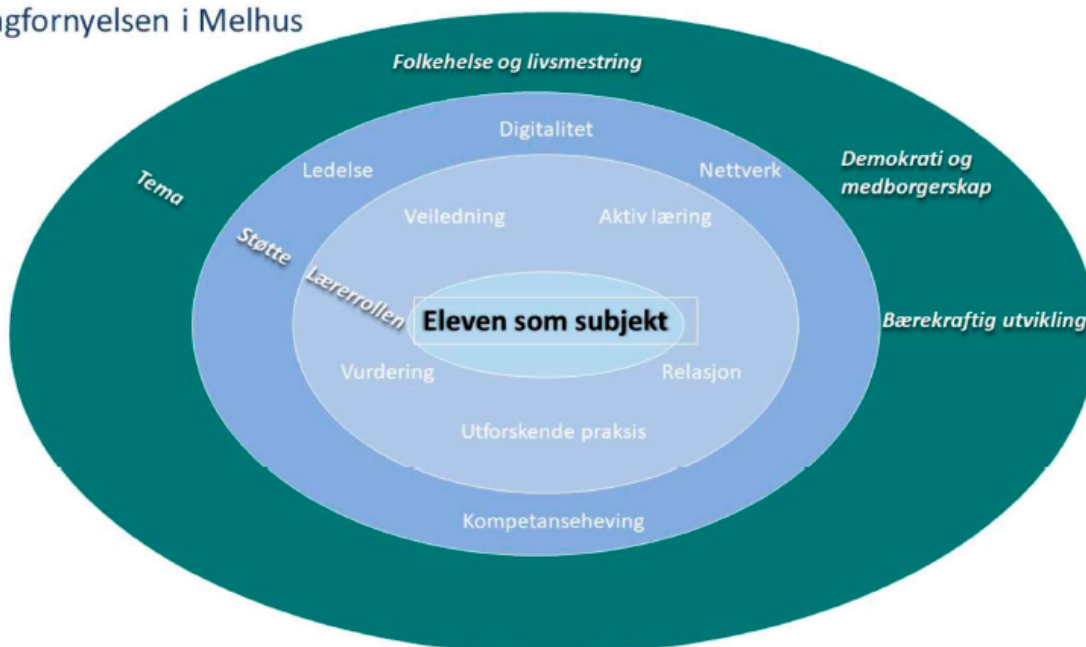 gfornyelsen i Melhus
Folkehelse og livsmestring
Digitalitet
Ledelse
Nettverk
Demokrati og
medborgerskap
Tema
Veiledning
Aktiv læring
Støtte
Lærerrollen
Eleven som subjekt
Bærekraftig utvikling
Vurdering
Relasjon
Utforskende praksis
Kompetanseheving